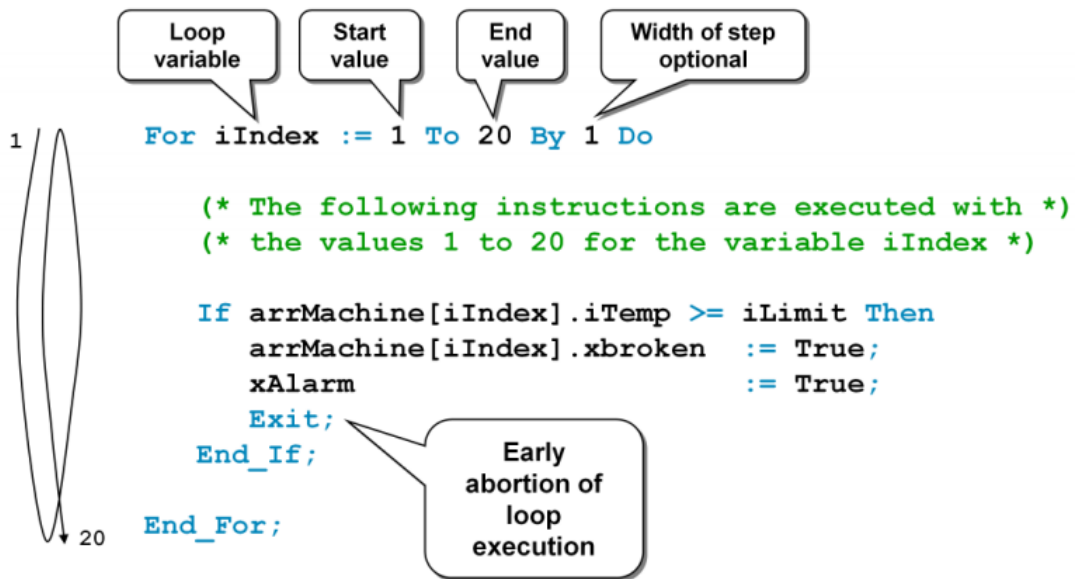 Loop
variable
Start
value
End
value
Width of step
optional
1
For iIndex := 1 To 20 By 1 Do
(* The following instructions are executed with *)
(* the values 1 to 20 for the variable iIndex *)
If arrMachine[iIndex].iTemp >= iLimit Then
arrMachine[iIndex].xbroken := True;
xAlarm := True;
Exit;
End_If;
Early
abortion of
loop
execution
End_For;
20